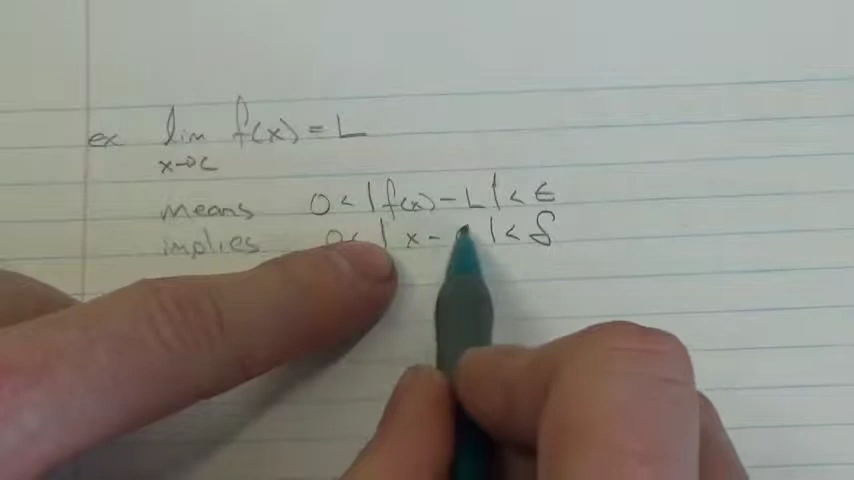 ex lim f(x) = L
x→c
means 0 < | f(x) - L | < ϵ
implies 0 < | x - c | < δ